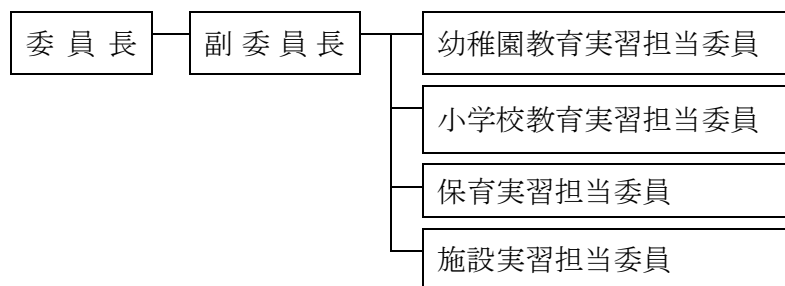 委員長
副委員長
幼稚園教育実習担当委員
小学校教育実習担当委員
保育実習担当委員
施設実習担当委員